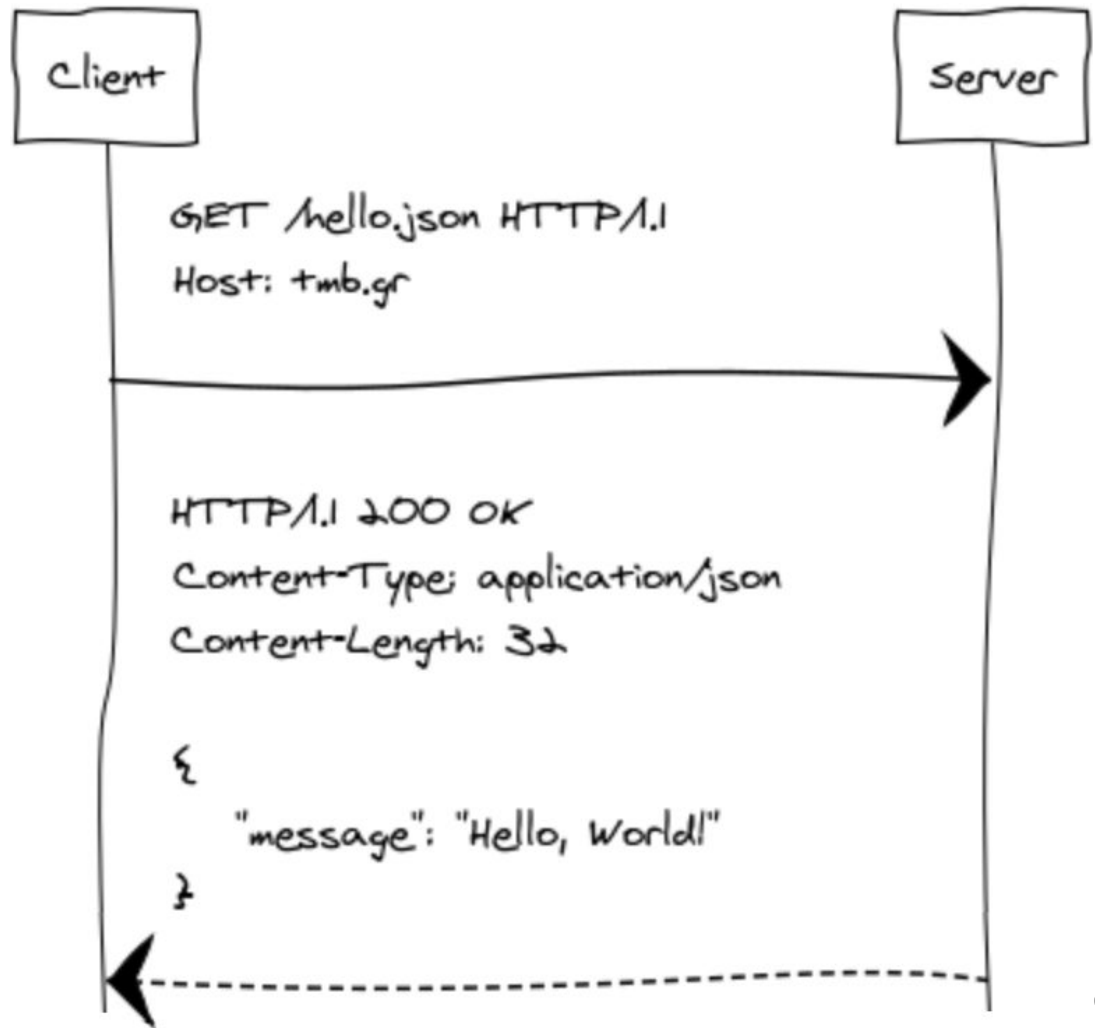 Client
Server
GET /hello.json HTTP/1.1
Host: tmb.gr
HTTP/1.1 200 OK
Content-Type: application/json
Content-Length: 32
{
"message": "Hello, World!"
}